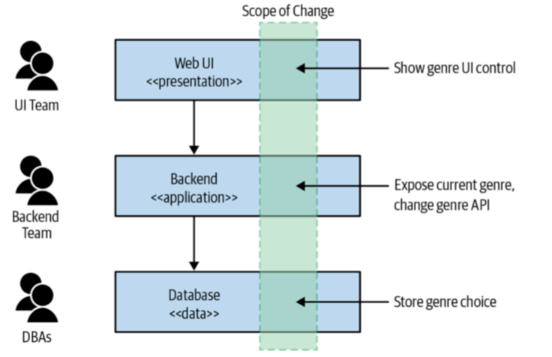 Scope of Change
Web UI
<<presentation>>
Show genre UI control
UI Team
Backend
<<application>>
Expose current genre,
change genre API
Backend
Team
Database
<<data>>
Store genre choice
DBAs